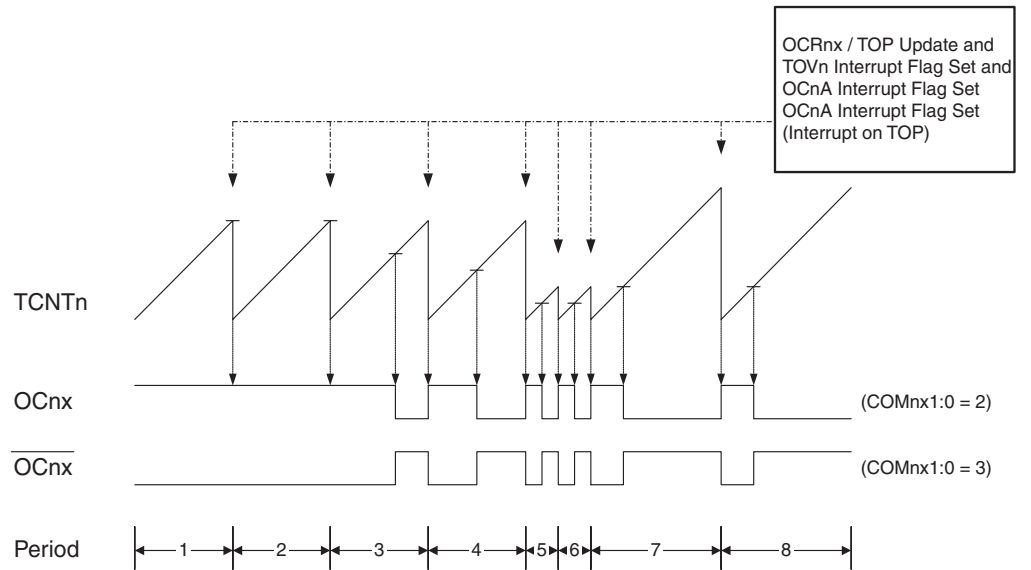 OCRnx / TOP Update and
TOVn Interrupt Flag Set and
OCnA Interrupt Flag Set
OCnA Interrupt Flag Set
(Interrupt on TOP)
TCNTn
OCnx
(COMnx1:0 = 2)
OCnx
(COMnx1:0 = 3)
Period
1
2
3
4
5
6
7
8